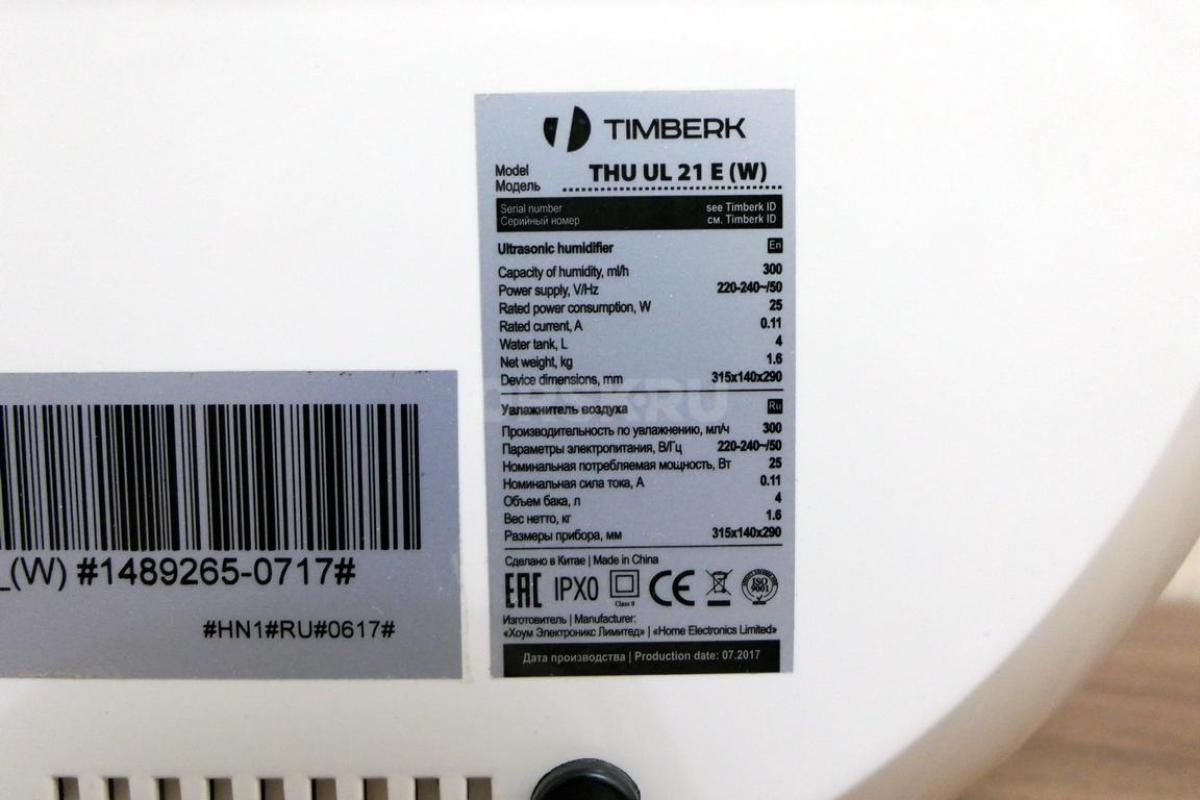 TIMBERK
Model THU UL 21 E (W)
Модель
Serial number see Timberk ID
Серийный номер см. Timberk ID
Ultrasonic humidifier En
Capacity of humidity, ml/h 300
Power supply, V/Hz 220-240~/50
Rated power consumption, W 25
Rated current, A 0.11
Water tank, L 4
Net weight, kg 1.6
Device dimensions, mm 315x140x290
Увлажнитель воздуха Ru
Производительность по увлажнению, мл/ч 300
Параметры электропитания, В/Гц 220-240~/50
Номинальная потребляемая мощность, Вт 25
Номинальная сила тока, А 0.11
Объем бака, л 4
Вес нетто, кг 1.6
Размеры прибора, мм 315x140x290
Сделано в Китае | Made in China
EAC IPX0 CE ISO 9001
Class II
Изготовитель | Manufacturer:
«Хоум Электроникс Лимитед» | «Home Electronics Limited»
Дата производства | Production date: 07.2017
_(W) #1489265-0717#
#HN1#RU#0617#